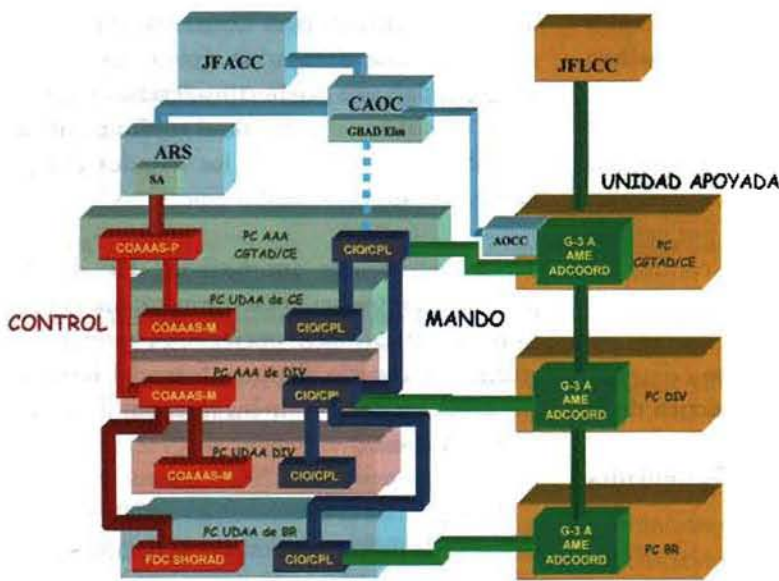 JFACC
JFLCC
CAOC
GBAD Elm
ARS
SA
UNIDAD APOYADA
PC AAA
CGTAD/CE
COAAAS-P
CIO/CPL
AOCC
G-3 A
AME
ADCOORD
PC
CGTAD/CE
PC UDAA de CE
CONTROL
COAAAS-M
CIO/CPL
MANDO
PC AAA de DIV
COAAAS-M
CIO/CPL
G-3 A
AME
ADCOORD
PC DIV
PC UDAA DIV
COAAAS-M
CIO/CPL
PC UDAA de BR
FDC SHORAD
CIO/CPL
G-3 A
AME
ADCOORD
PC BR